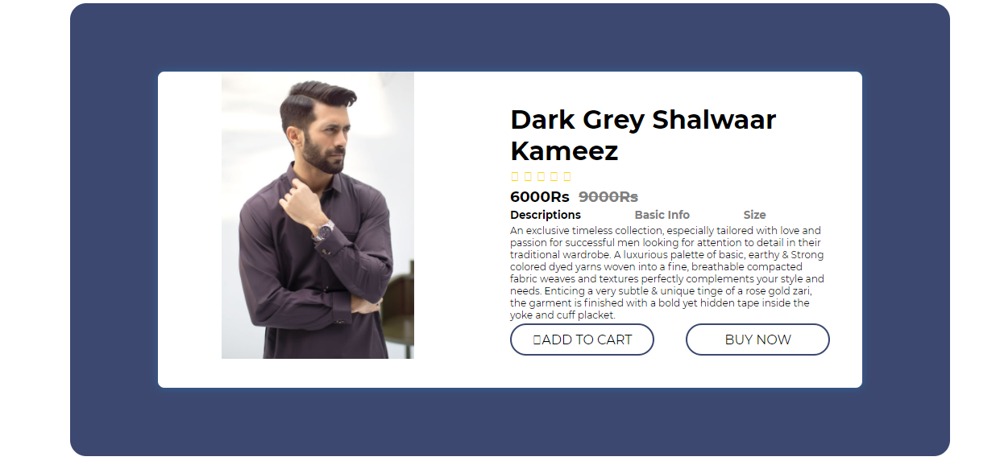 Dark Grey Shalwaar
Kameez
6000Rs 9000Rs
Descriptions Basic Info Size
An exclusive timeless collection, especially tailored with love and
passion for successful men looking for attention to detail in their
traditional wardrobe. A luxurious palette of basic, earthy & Strong
colored dyed yarns woven into a fine, breathable compacted
fabric weaves and textures perfectly complements your style and
needs. Enticing a very subtle & unique tinge of a rose gold zari,
the garment is finished with a bold yet hidden tape inside the
yoke and cuff placket.
ADD TO CART BUY NOW